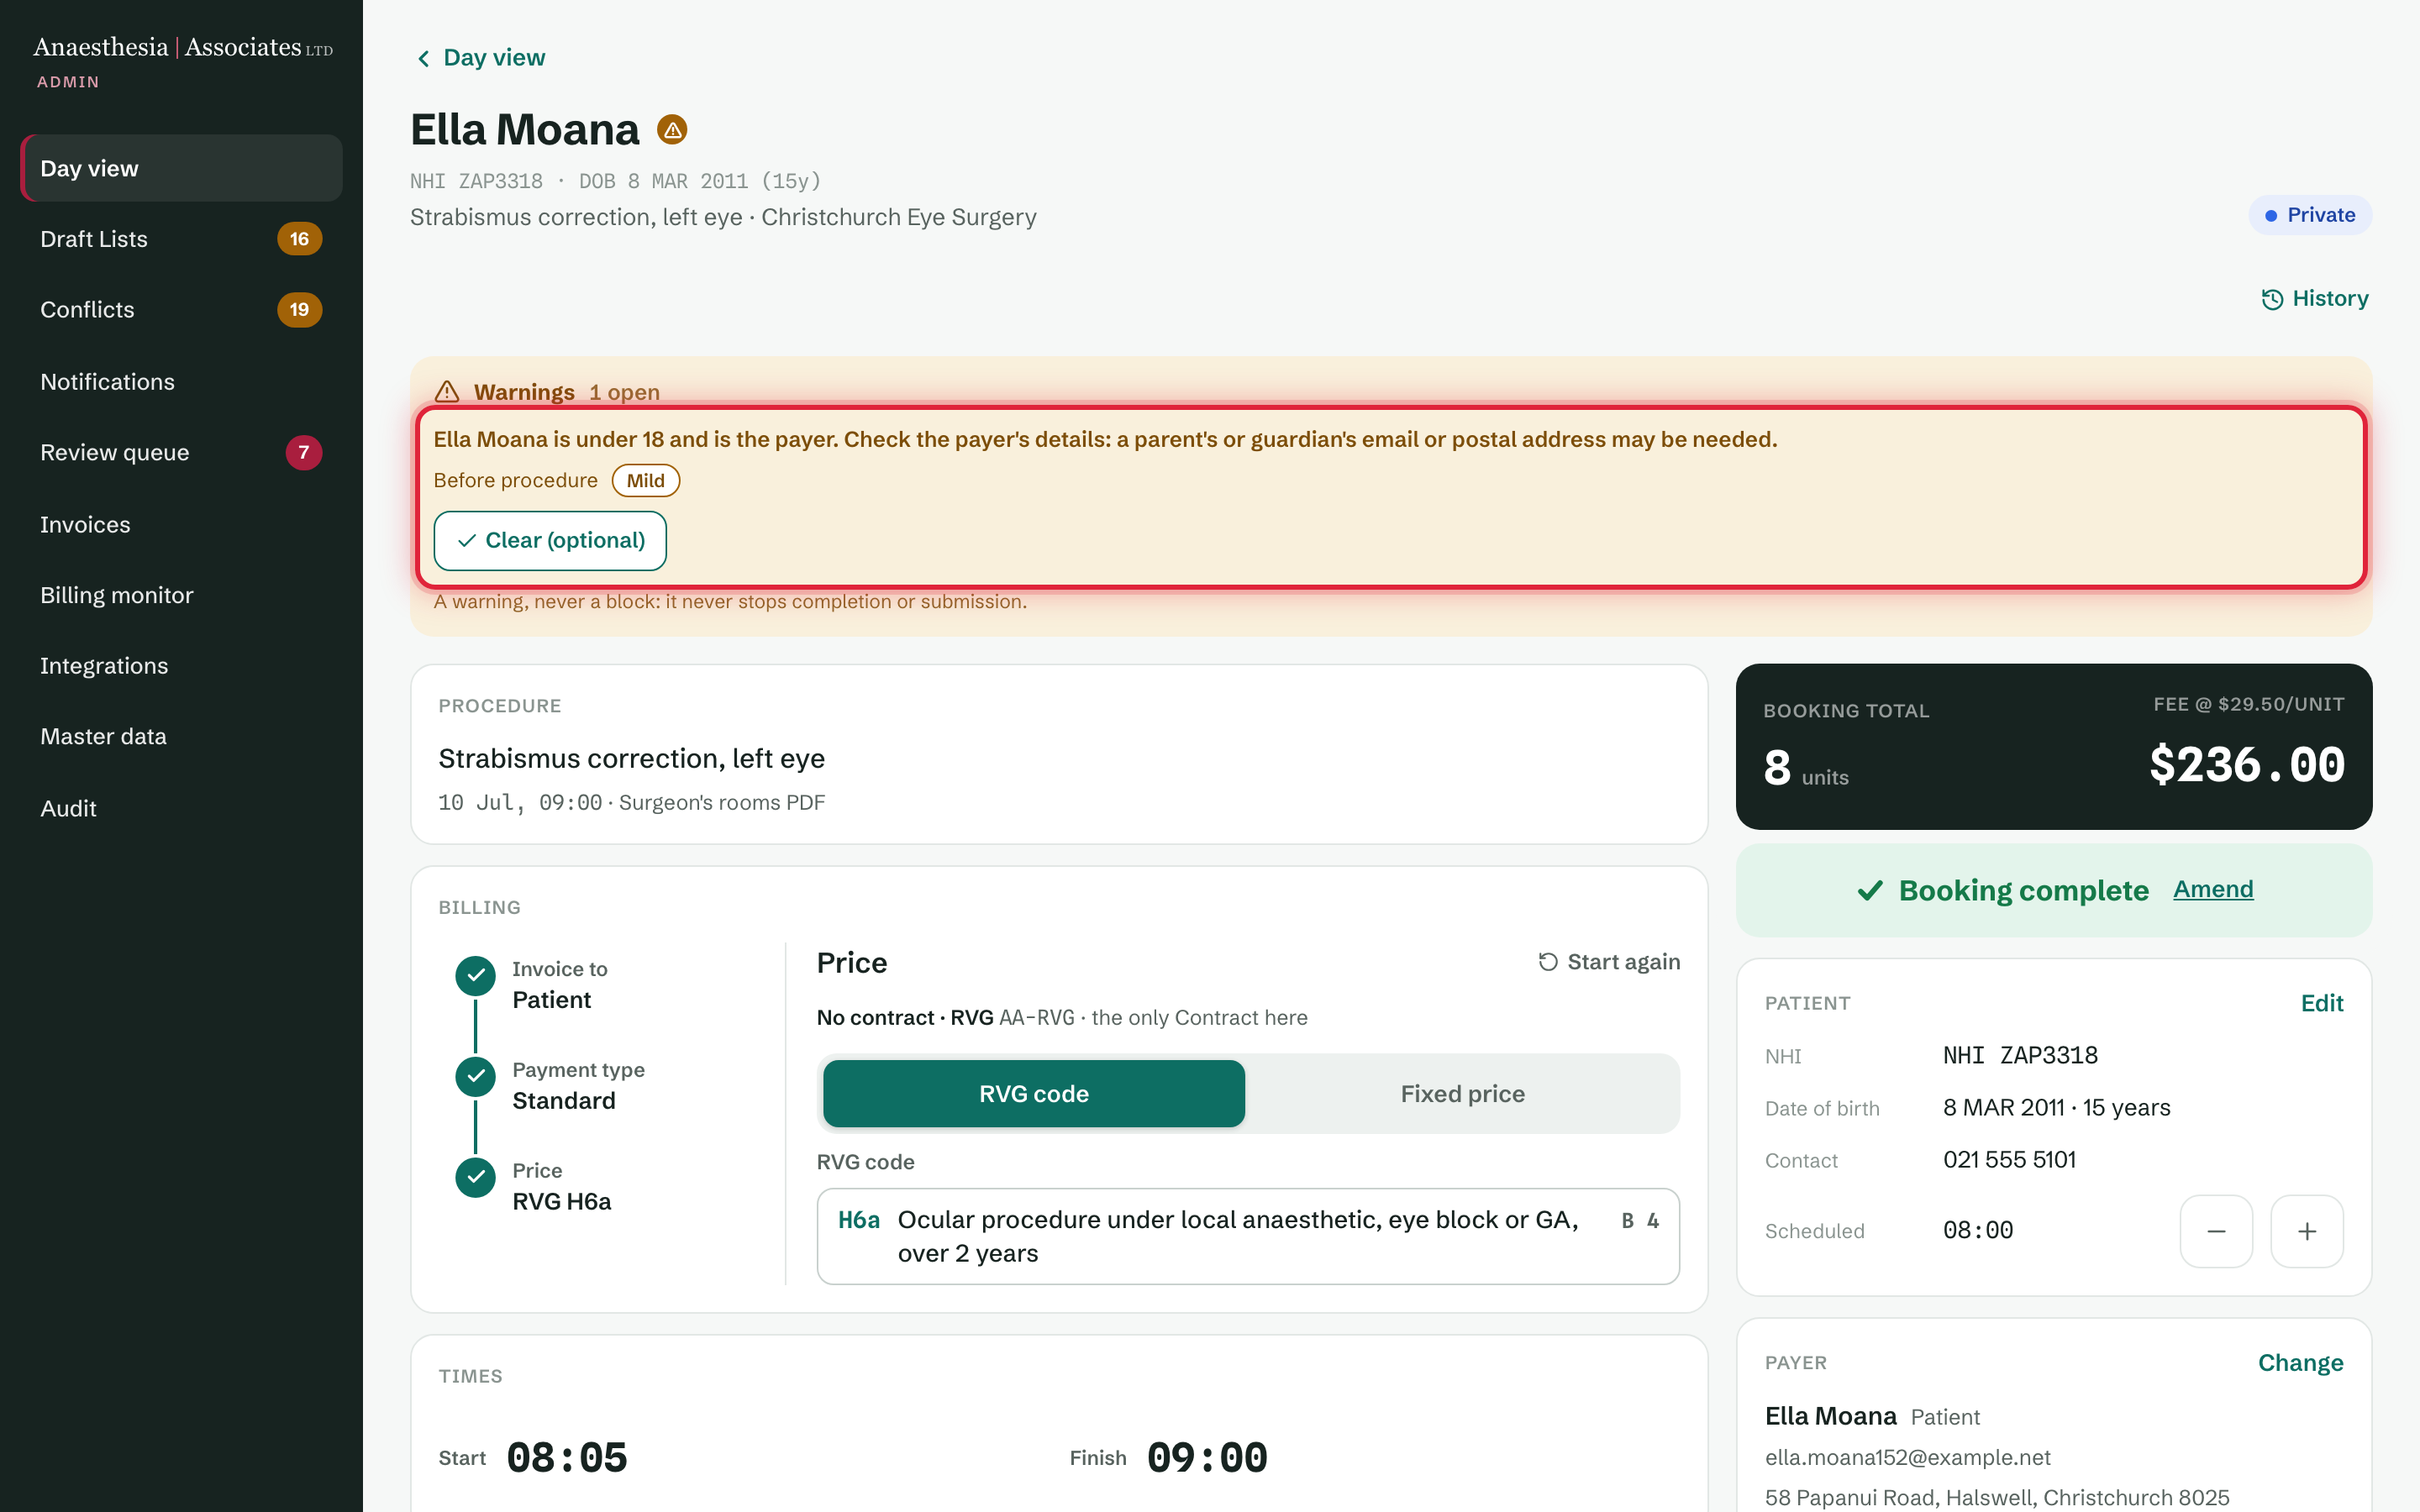 Anaesthesia | Associates LTD
ADMIN
Day view
Draft Lists 16
Conflicts 19
Notifications
Review queue 7
Invoices
Billing monitor
Integrations
Master data
Audit
Day view
Ella Moana
NHI ZAP3318 · DOB 8 MAR 2011 (15y)
Strabismus correction, left eye · Christchurch Eye Surgery
Private
History
Warnings 1 open
Ella Moana is under 18 and is the payer. Check the payer's details: a parent's or guardian's email or postal address may be needed.
Before procedure Mild
Clear (optional)
A warning, never a block: it never stops completion or submission.
PROCEDURE
Strabismus correction, left eye
10 Jul, 09:00 · Surgeon's rooms PDF
BILLING
Invoice to
Patient
Payment type
Standard
Price
RVG H6a
Price
Start again
No contract · RVG AA-RVG · the only Contract here
RVG code
Fixed price
RVG code
H6a Ocular procedure under local anaesthetic, eye block or GA, B 4
over 2 years
TIMES
Start 08:05
Finish 09:00
BOOKING TOTAL
FEE @ $29.50/UNIT
8 units
$236.00
Booking complete Amend
PATIENT
Edit
NHI NHI ZAP3318
Date of birth 8 MAR 2011 · 15 years
Contact 021 555 5101
Scheduled 08:00 − +
PAYER
Change
Ella Moana Patient
ella.moana152@example.net
58 Papanui Road, Halswell, Christchurch 8025